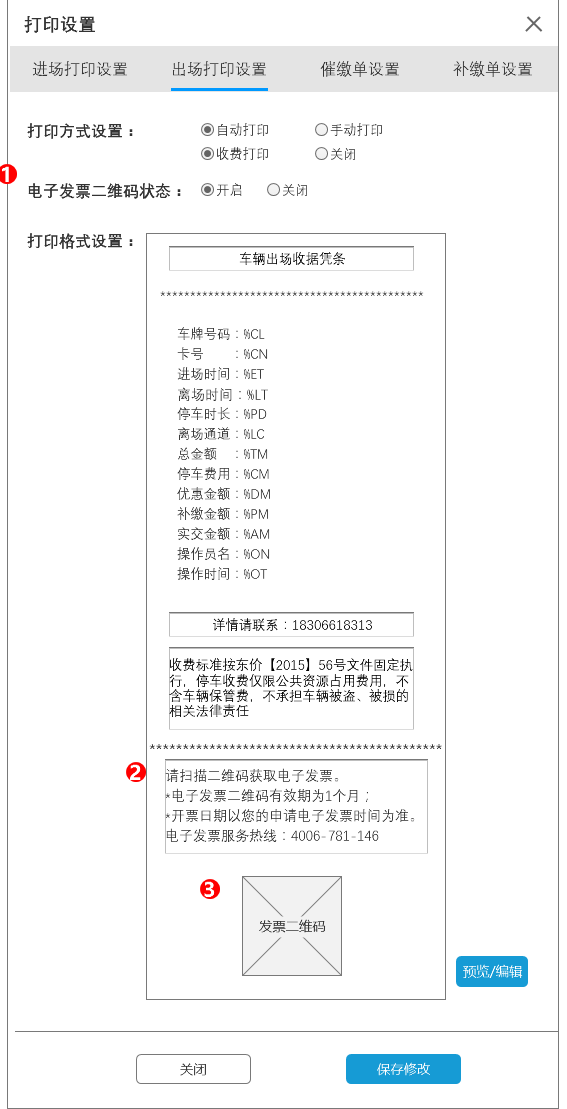 打印设置
进场打印设置 出场打印设置 催缴单设置 补缴单设置
打印方式设置： 自动打印 手动打印
收费打印 关闭
1
电子发票二维码状态： 开启 关闭
打印格式设置：
车辆出场收据凭条
********************************************
车牌号码：%CL
卡号 ：%CN
进场时间：%ET
离场时间：%LT
停车时长：%PD
离场通道：%LC
总金额 ：%TM
停车费用：%CM
优惠金额：%DM
补缴金额：%PM
实交金额：%AM
操作员名：%ON
操作时间：%OT
详情请联系：18306618313
收费标准按东价【2015】56号文件固定执
行，停车收费仅限公共资源占用费用，不
含车辆保管费，不承担车辆被盗、被损的
相关法律责任
********************************************
2
请扫描二维码获取电子发票。
*电子发票二维码有效期为1个月；
*开票日期以您的申请电子发票时间为准。
电子发票服务热线：4006-781-146
3
发票二维码
预览/编辑
关闭 保存修改